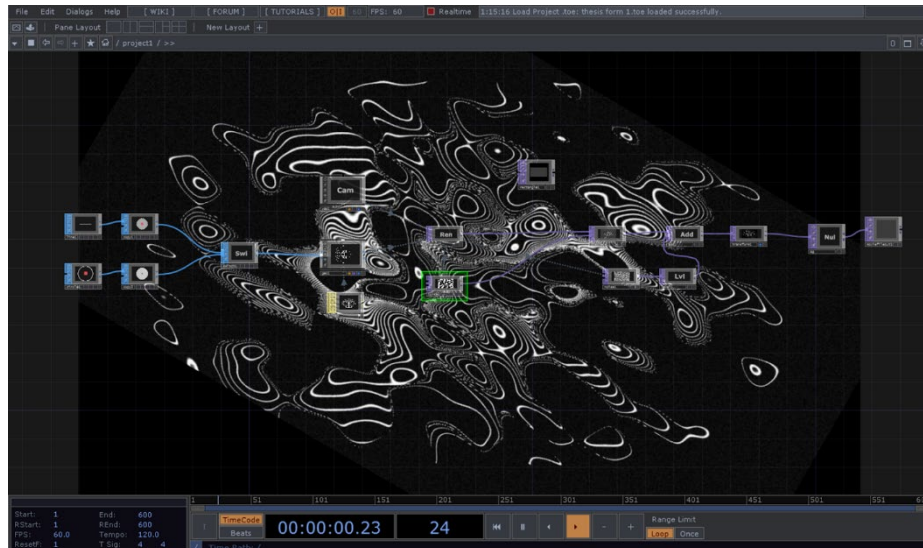 File Edit Dialogs Help [ WIKI ] [ FORUM ] [ TUTORIALS ] OII 60 FPS: 60 Realtime 1:15:16 Load Project .toe: thesis form 1.toe loaded successfully.
Pane Layout New Layout +
/ project1 / >>
Cam
Ren Add Nul
Swi
Lvl
1 51 101 151 201 251 301 351 401 451 501 551
Start: 1 End: 600
RStart: 1 REnd: 600
FPS: 60.0 Tempo: 120.0
ResetF: 1 T Sig: 4 4
TimeCode
Beats
00:00:00.23 24
Range Limit
Loop Once